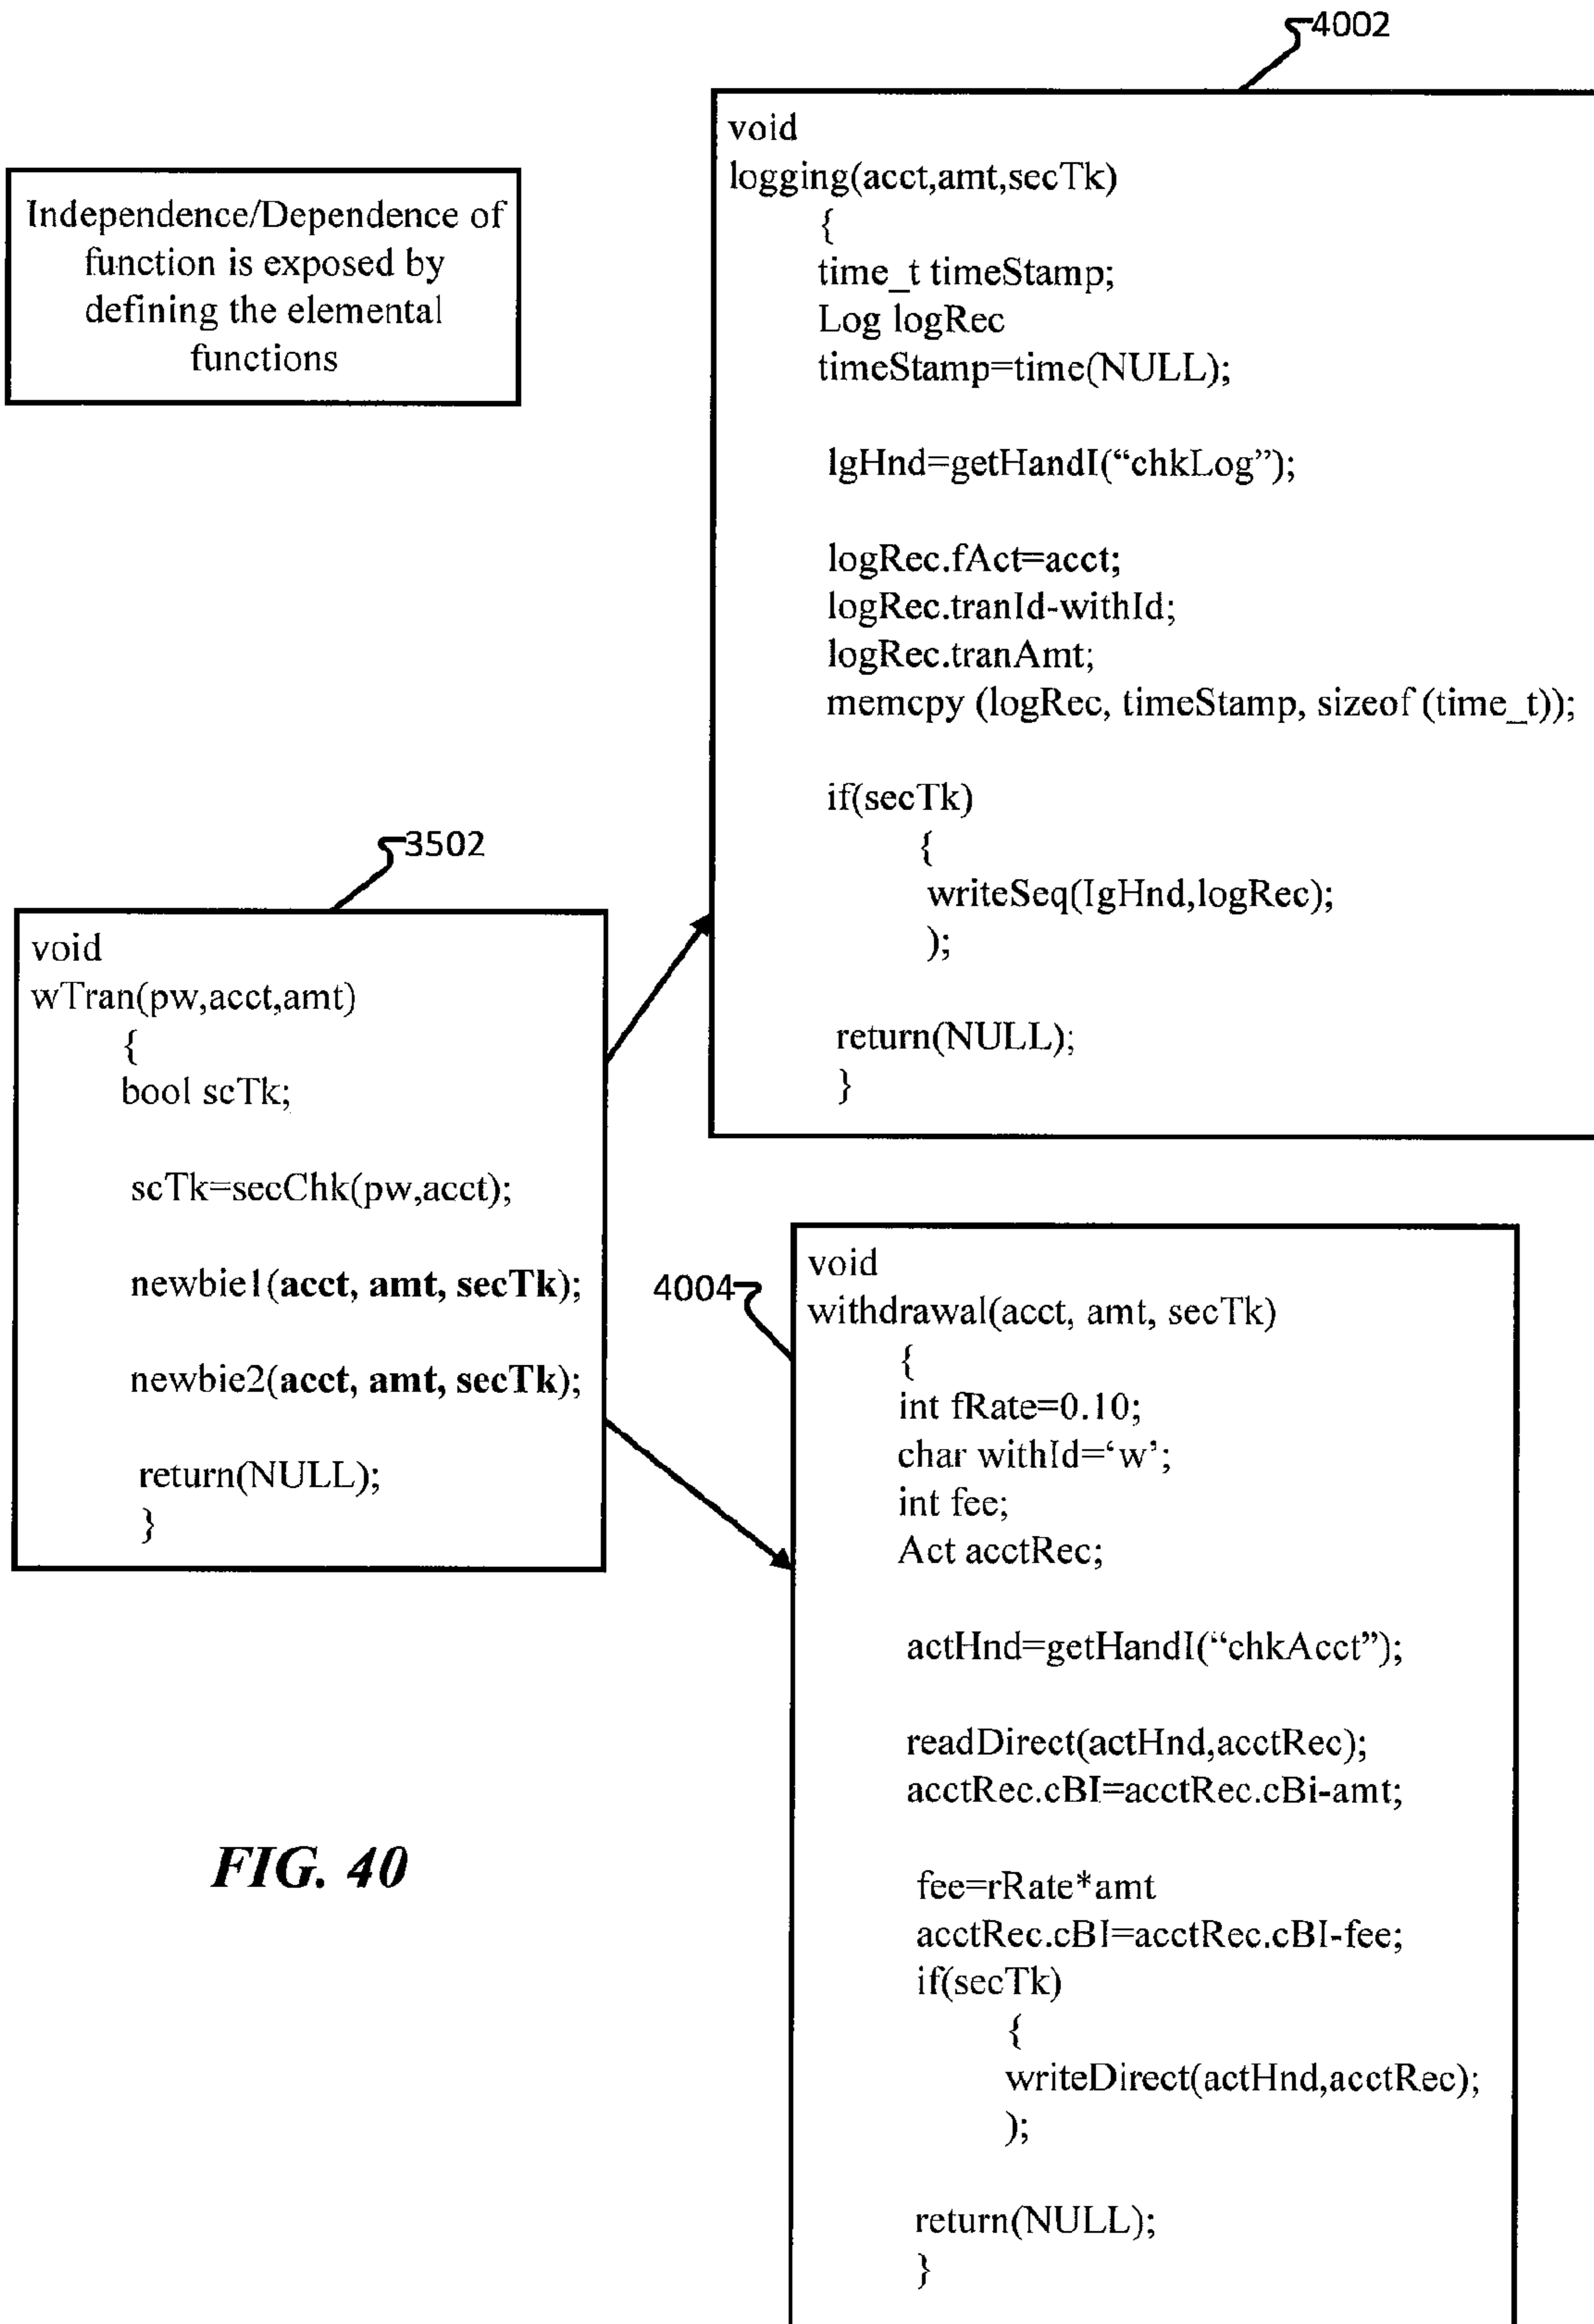 4002
void
logging(acct,amt,secTk)
{
time_t timeStamp;
Log logRec
timeStamp=time(NULL);
lgHnd=getHandI(“chkLog”);
logRec.fAct=acct;
logRec.tranId-withId;
logRec.tranAmt;
memcpy (logRec, timeStamp, sizeof (time_t));
if(secTk)
{
writeSeq(IgHnd,logRec);
);
return(NULL);
}
Independence/Dependence of
function is exposed by
defining the elemental
functions
3502
void
wTran(pw,acct,amt)
{
bool scTk;
scTk=secChk(pw,acct);
newbie1(acct, amt, secTk);
newbie2(acct, amt, secTk);
return(NULL);
}
4004
void
withdrawal(acct, amt, secTk)
{
int fRate=0.10;
char withId=‘w’;
int fee;
Act acctRec;
actHnd=getHandI(“chkAcct”);
readDirect(actHnd,acctRec);
acctRec.cBI=acctRec.cBi-amt;
fee=rRate*amt
acctRec.cBI=acctRec.cBI-fee;
if(secTk)
{
writeDirect(actHnd,acctRec);
);
return(NULL);
}
FIG. 40